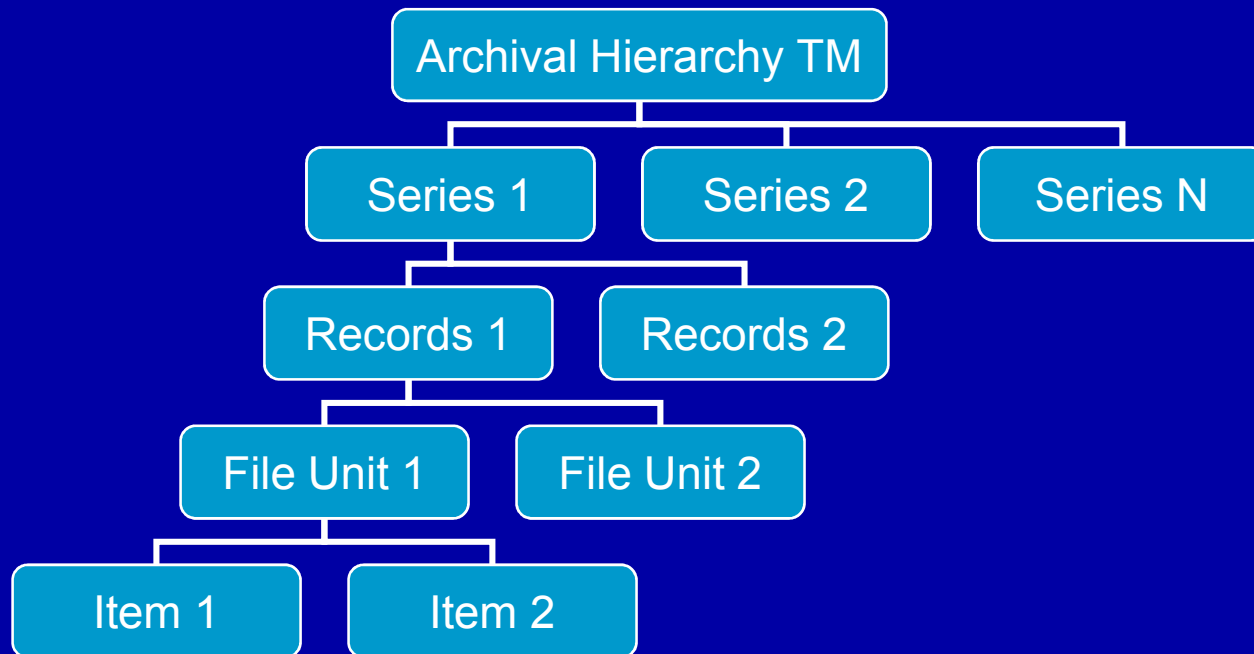 Archival Hierarchy TM
Series 1
Series 2
Series N
Records 1
Records 2
File Unit 1
File Unit 2
Item 1
Item 2